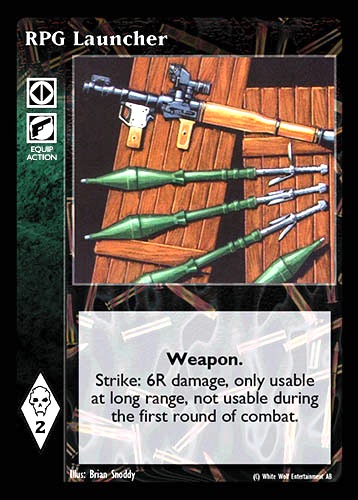 RPG Launcher
EQUIP
ACTION
Weapon.
Strike: 6R damage, only usable
at long range, not usable during
the first round of combat.
2
Illus: Brian Snoddy
(C) White Wolf Entertainment AB